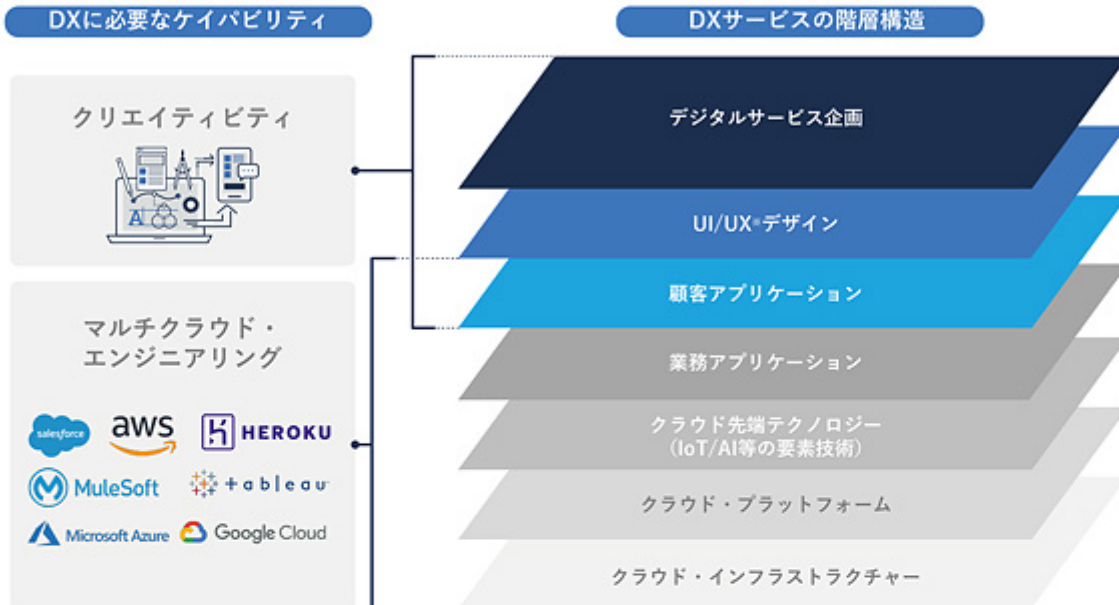 DXに必要なケイパビリティ
クリエイティビティ
A
マルチクラウド・
エンジニアリング
salesforce
aws
HEROKU
MuleSoft
+ableau
Microsoft Azure
Google Cloud
DXサービスの階層構造
デジタルサービス企画
UI/UX※デザイン
顧客アプリケーション
業務アプリケーション
クラウド先端テクノロジー
（IoT/AI等の要素技術）
クラウド・プラットフォーム
クラウド・インフラストラクチャー